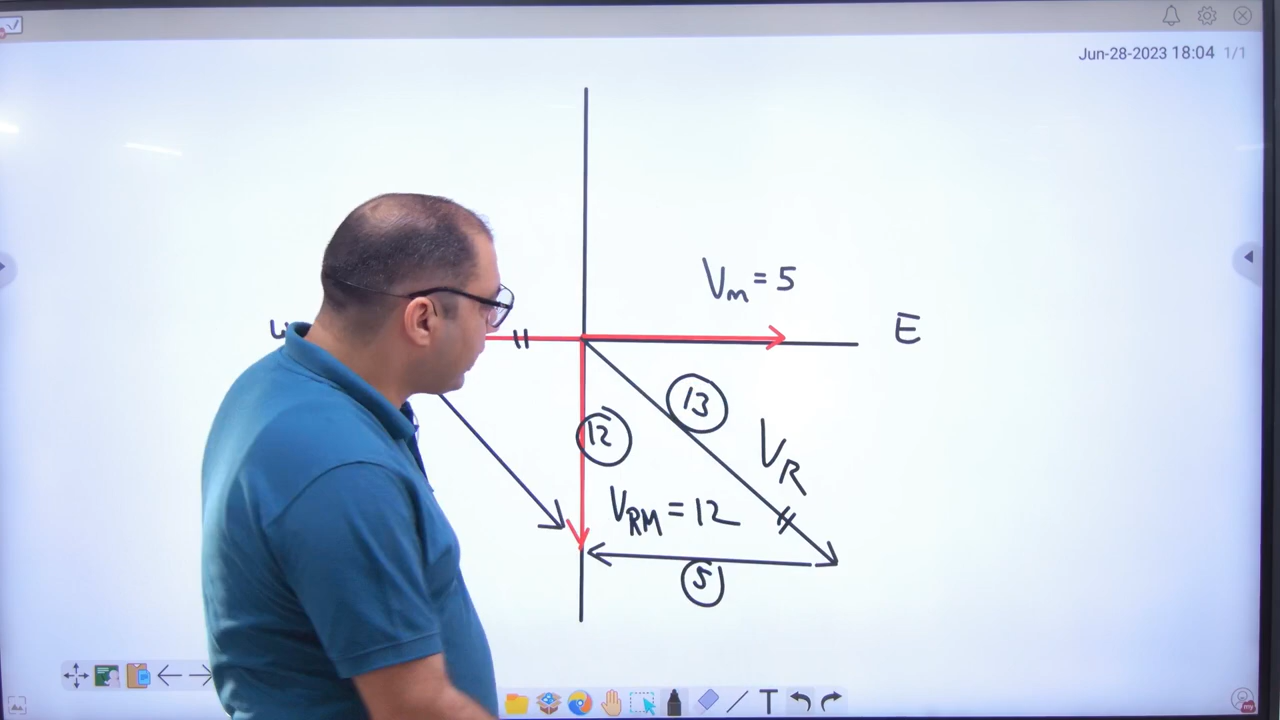 Jun-28-2023 18:04 1/1
Vm = 5
E
13
12
VR
VRM = 12
5
T